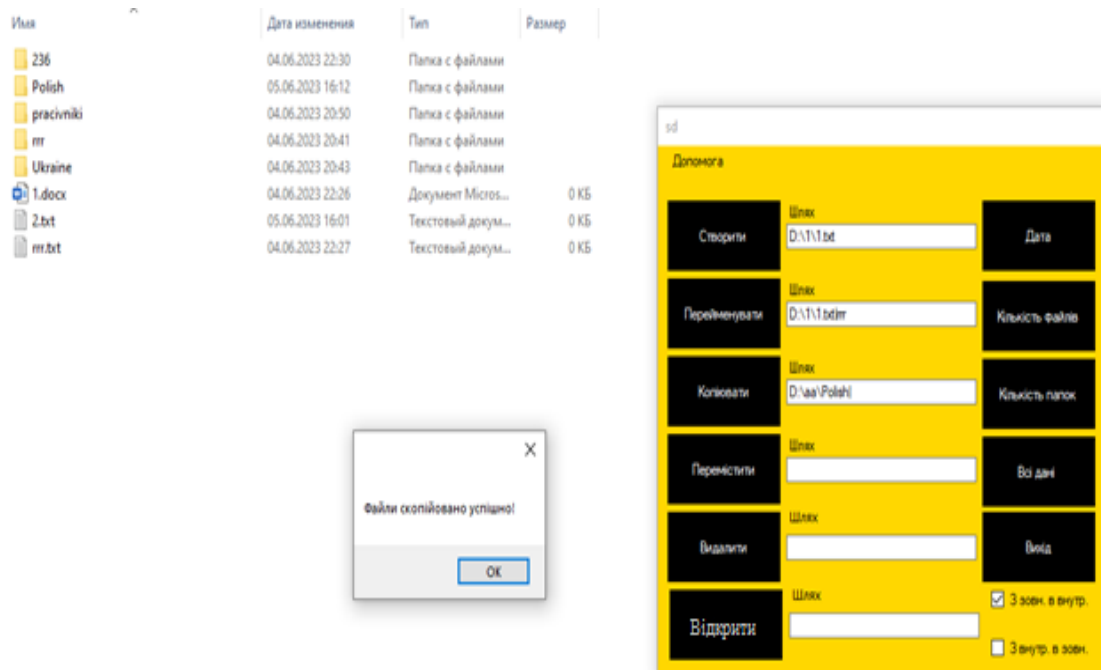 Имя Дата изменения Тип Размер
236 04.06.2023 22:30 Папка с файлами
Polish 05.06.2023 16:12 Папка с файлами
pracivniki 04.06.2023 20:50 Папка с файлами
rrr 04.06.2023 20:41 Папка с файлами
Ukraine 04.06.2023 20:43 Папка с файлами
1.docx 04.06.2023 22:26 Документ Micros... 0 КБ
2.txt 05.06.2023 16:01 Текстовый докум... 0 КБ
rrr.txt 04.06.2023 22:27 Текстовый докум... 0 КБ
Файли скопійовано успішно!
OK
sd
Допомога
Шлях
Створити D:\1\1.txt Дата
Шлях
Перейменувати D:\1\1.txt|rrr Кількість файлів
Шлях
Копіювати D:\aa\Polish| Кількість папок
Шлях
Перемістити Всі дані
Шлях
Видалити Вихід
Шлях
З зовн. в внутр.
Відкрити
З внутр. в зовн.